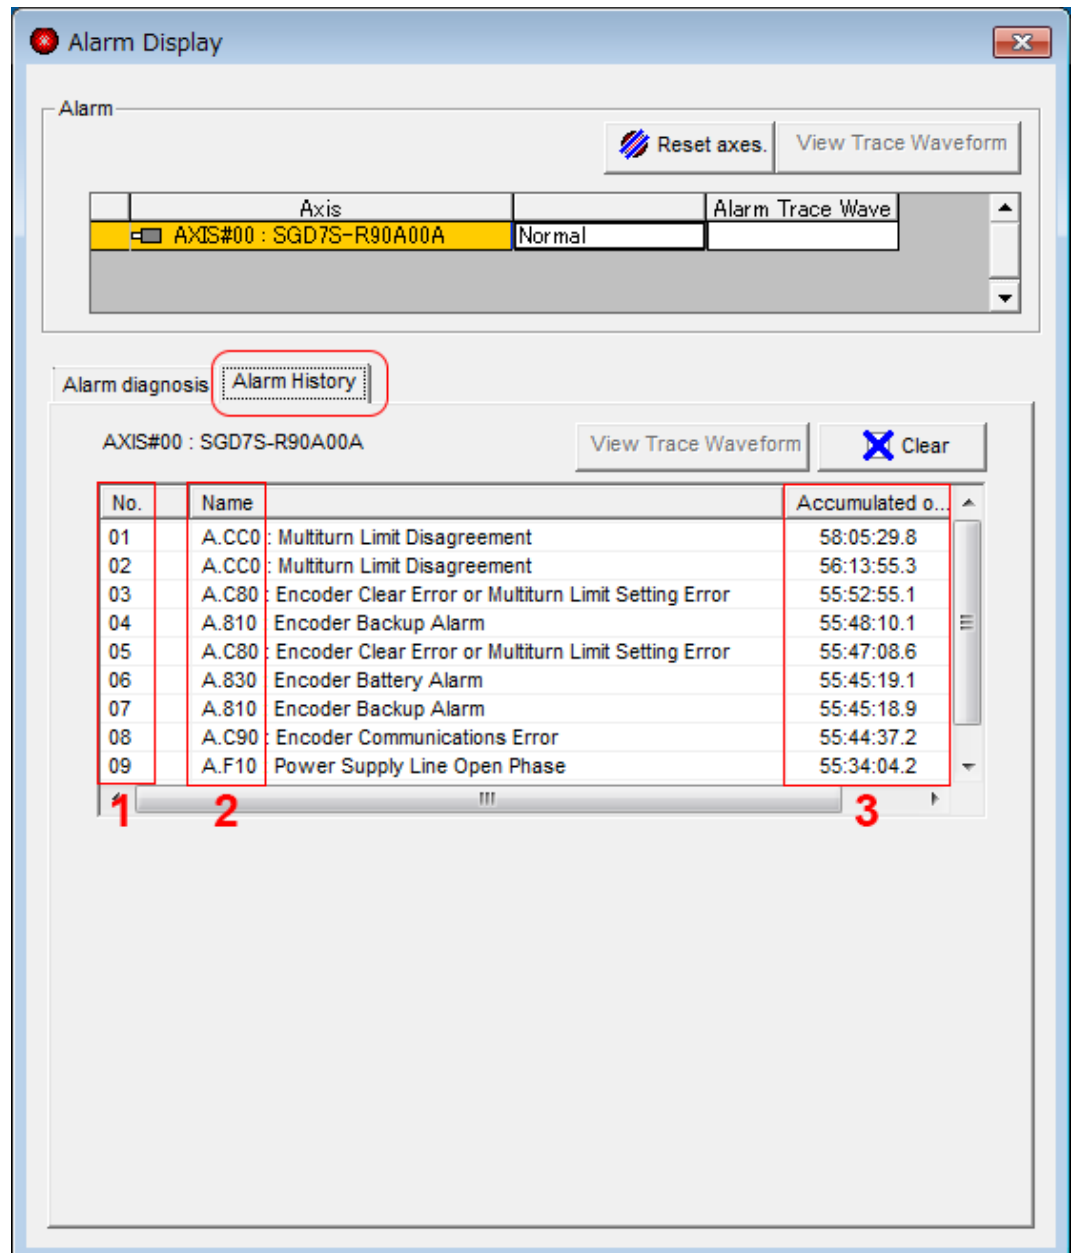 Alarm Display
Alarm
Reset axes. View Trace Waveform
Axis Alarm Trace Wave
AXIS#00 : SGD7S-R90A00A Normal
Alarm diagnosis Alarm History
AXIS#00 : SGD7S-R90A00A View Trace Waveform Clear
No. Name Accumulated o...
01 A.CC0 : Multiturn Limit Disagreement 58:05:29.8
02 A.CC0 : Multiturn Limit Disagreement 56:13:55.3
03 A.C80 : Encoder Clear Error or Multiturn Limit Setting Error 55:52:55.1
04 A.810 Encoder Backup Alarm 55:48:10.1
05 A.C80 : Encoder Clear Error or Multiturn Limit Setting Error 55:47:08.6
06 A.830 Encoder Battery Alarm 55:45:19.1
07 A.810 Encoder Backup Alarm 55:45:18.9
08 A.C90 : Encoder Communications Error 55:44:37.2
09 A.F10 Power Supply Line Open Phase 55:34:04.2
1 2 3